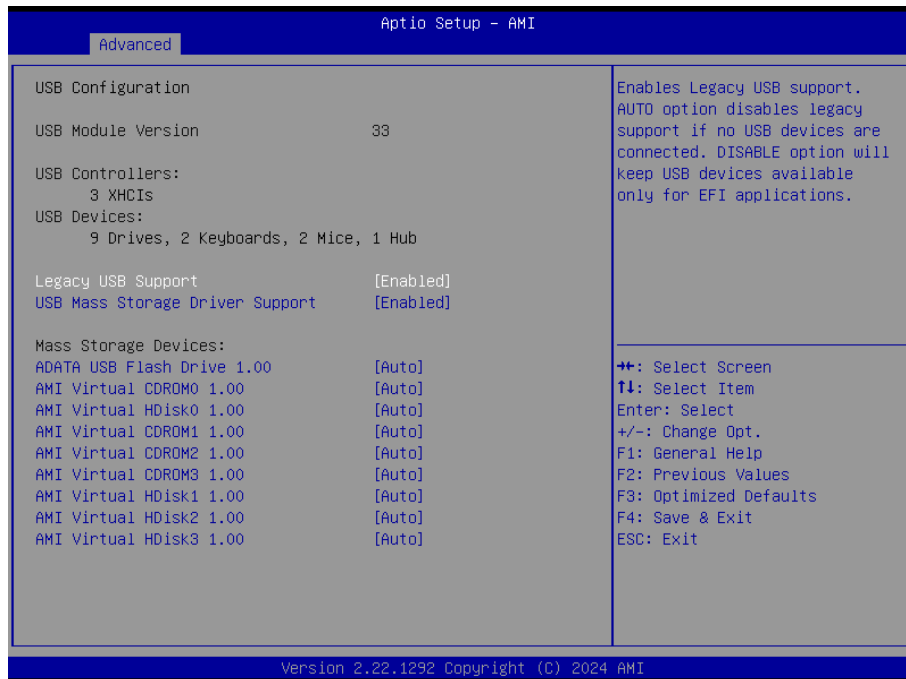 Aptio Setup - AMI
Advanced
USB Configuration
USB Module Version 33
USB Controllers:
3 XHCIs
USB Devices:
9 Drives, 2 Keyboards, 2 Mice, 1 Hub
Legacy USB Support [Enabled]
USB Mass Storage Driver Support [Enabled]
Mass Storage Devices:
ADATA USB Flash Drive 1.00 [Auto]
AMI Virtual CDROM0 1.00 [Auto]
AMI Virtual HDisk0 1.00 [Auto]
AMI Virtual CDROM1 1.00 [Auto]
AMI Virtual CDROM2 1.00 [Auto]
AMI Virtual CDROM3 1.00 [Auto]
AMI Virtual HDisk1 1.00 [Auto]
AMI Virtual HDisk2 1.00 [Auto]
AMI Virtual HDisk3 1.00 [Auto]
Enables Legacy USB support.
AUTO option disables legacy
support if no USB devices are
connected. DISABLE option will
keep USB devices available
only for EFI applications.
→←: Select Screen
↑↓: Select Item
Enter: Select
+/-: Change Opt.
F1: General Help
F2: Previous Values
F3: Optimized Defaults
F4: Save & Exit
ESC: Exit
Version 2.22.1292 Copyright (C) 2024 AMI